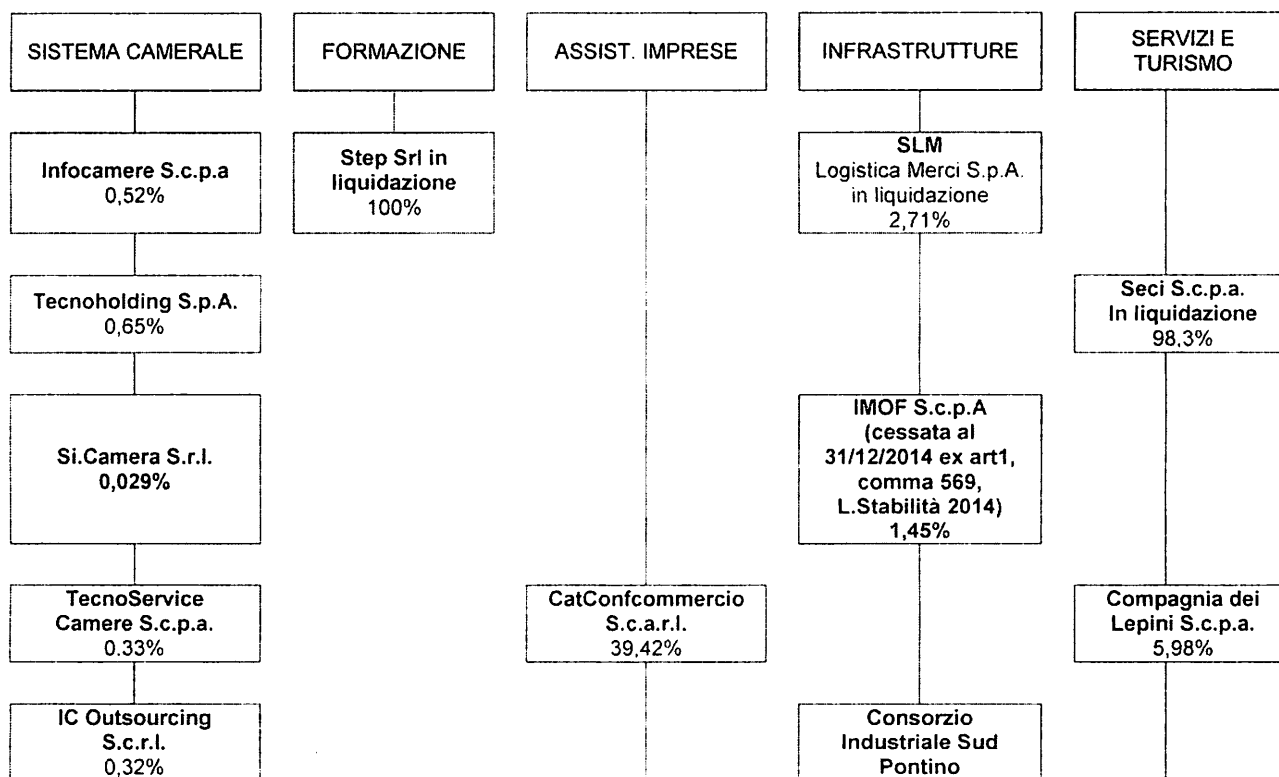 SISTEMA CAMERALE
FORMAZIONE
ASSIST. IMPRESE
INFRASTRUTTURE
SERVIZI E
TURISMO
Infocamere S.c.p.a
0,52%
Step Srl in
liquidazione
100%
SLM
Logistica Merci S.p.A.
in liquidazione
2,71%
Tecnoholding S.p.A.
0,65%
Seci S.c.p.a.
In liquidazione
98,3%
Si.Camera S.r.l.
0,029%
IMOF S.c.p.A
(cessata al
31/12/2014 ex art1,
comma 569,
L.Stabilità 2014)
1,45%
TecnoService
Camere S.c.p.a.
0.33%
CatConfcommercio
S.c.a.r.l.
39,42%
Compagnia dei
Lepini S.c.p.a.
5,98%
IC Outsourcing
S.c.r.l.
0,32%
Consorzio
Industriale Sud
Pontino